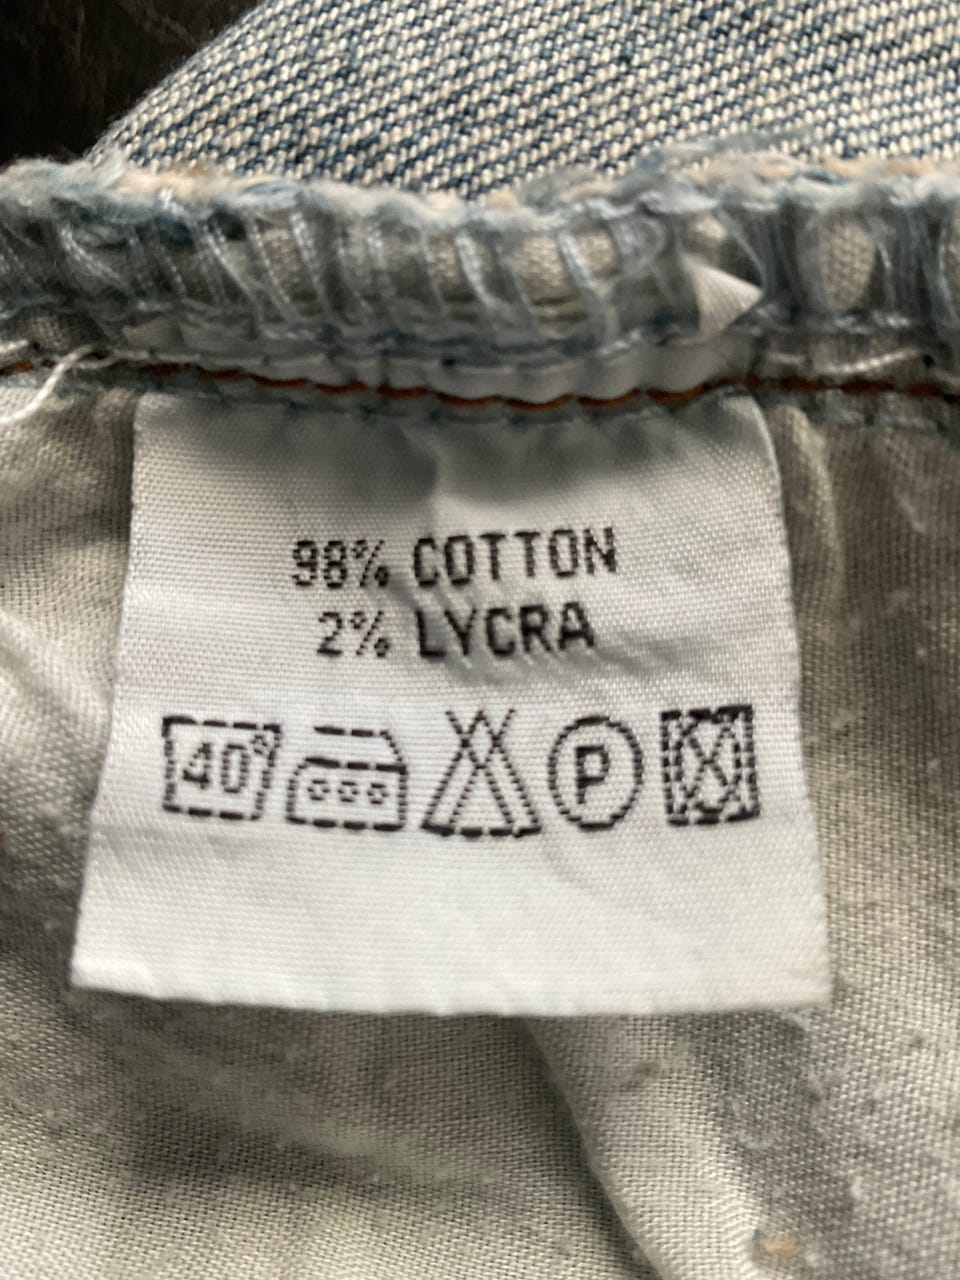 98% COTTON
2% LYCRA
40° P